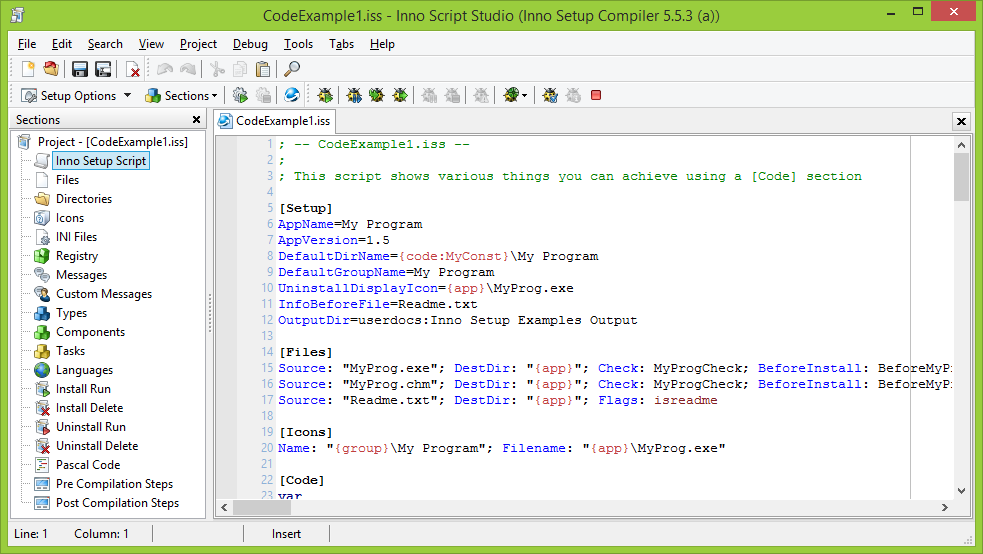 CodeExample1.iss - Inno Script Studio (Inno Setup Compiler 5.5.3 (a))
File Edit Search View Project Debug Tools Tabs Help
Setup Options Sections
Sections
Project - [CodeExample1.iss]
Inno Setup Script
Files
Directories
Icons
INI Files
Registry
Messages
Custom Messages
Types
Components
Tasks
Languages
Install Run
Install Delete
Uninstall Run
Uninstall Delete
Pascal Code
Pre Compilation Steps
Post Compilation Steps
CodeExample1.iss
1 ; -- CodeExample1.iss --
2 ;
3 ; This script shows various things you can achieve using a [Code] section
4
5 [Setup]
6 AppName=My Program
7 AppVersion=1.5
8 DefaultDirName={code:MyConst}\My Program
9 DefaultGroupName=My Program
10 UninstallDisplayIcon={app}\MyProg.exe
11 InfoBeforeFile=Readme.txt
12 OutputDir=userdocs:Inno Setup Examples Output
13
14 [Files]
15 Source: "MyProg.exe"; DestDir: "{app}"; Check: MyProgCheck; BeforeInstall: BeforeMyP
16 Source: "MyProg.chm"; DestDir: "{app}"; Check: MyProgCheck; BeforeInstall: BeforeMyP
17 Source: "Readme.txt"; DestDir: "{app}"; Flags: isreadme
18
19 [Icons]
20 Name: "{group}\My Program"; Filename: "{app}\MyProg.exe"
21
22 [Code]
23 var
Line: 1 Column: 1 Insert